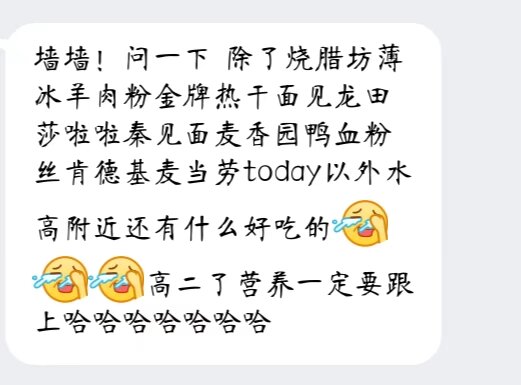 墙墙！问一下 除了烧腊坊薄
冰羊肉粉金牌热干面见龙田
莎啦啦秦见面麦香园鸭血粉
丝肯德基麦当劳today以外水
高附近还有什么好吃的
高二了营养一定要跟
上哈哈哈哈哈哈哈